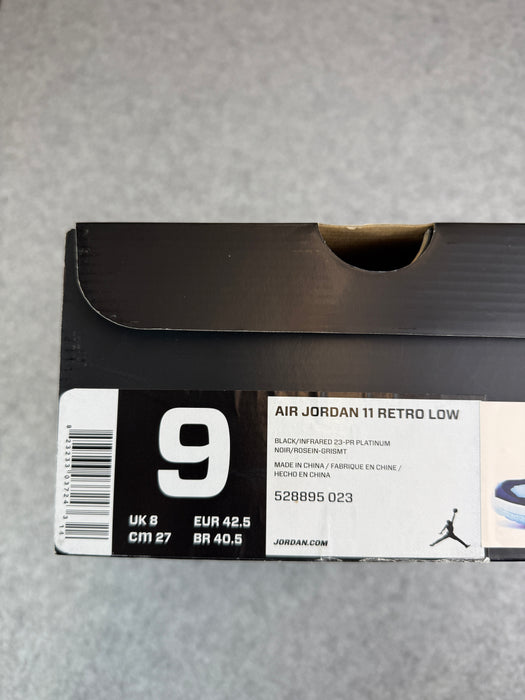 9
UK 8 EUR 42.5
cm 27 BR 40.5
AIR JORDAN 11 RETRO LOW
BLACK/INFRARED 23-PR PLATINUM
NOIR/ROSEIN-GRISMT
MADE IN CHINA / FABRIQUE EN CHINE /
HECHO EN CHINA
528895 023
JORDAN.COM